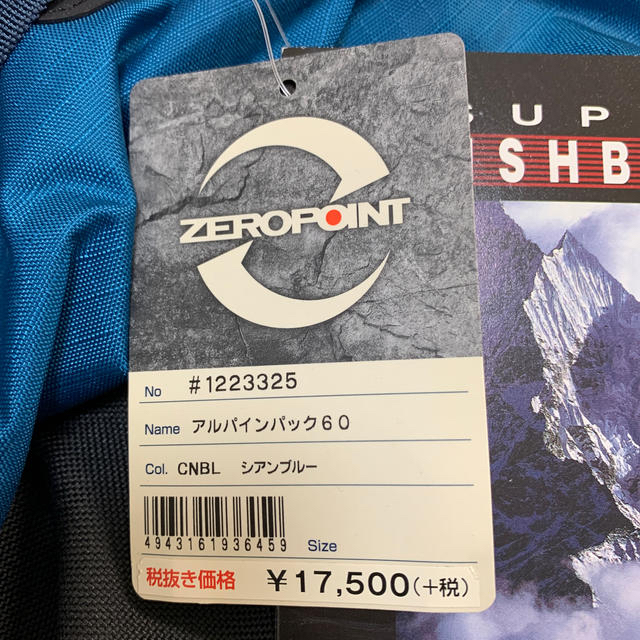 SUP
SHB
ZEROPOINT
No #1223325
Name アルパインパック６０
Col. CNBL シアンブルー
4943161936459
Size
税抜き価格 ￥17,500(+税)